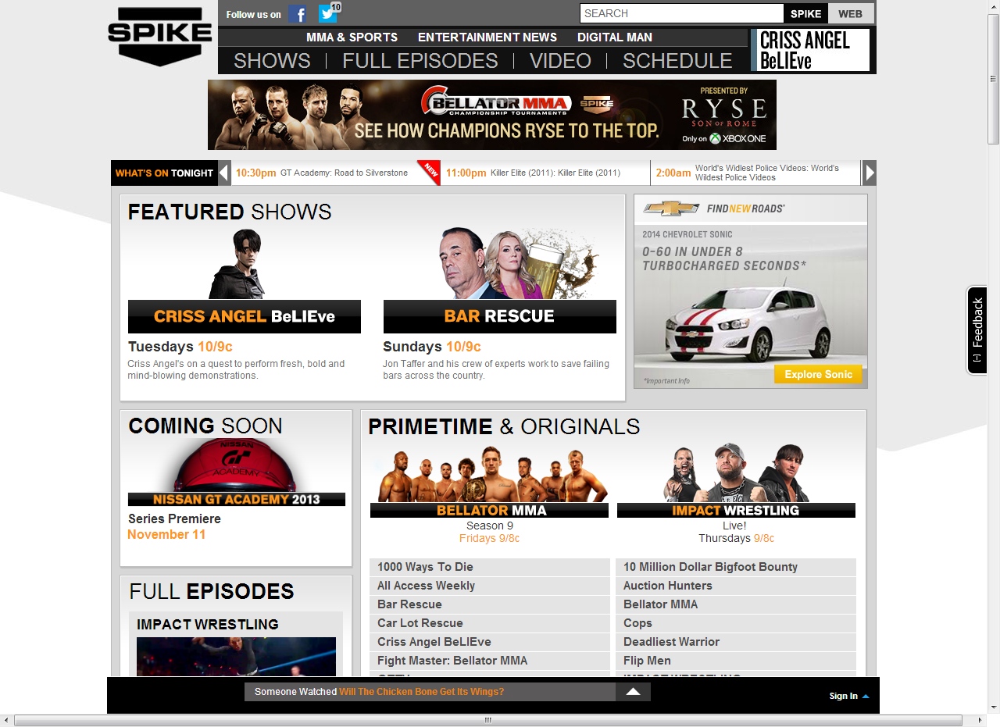 SPIKE
Follow us on
10
SEARCH
SPIKE
WEB
MMA & SPORTS
ENTERTAINMENT NEWS
DIGITAL MAN
SHOWS
FULL EPISODES
VIDEO
SCHEDULE
CRISS ANGEL
BeLIEve
BELLATOR MMA
CHAMPIONSHIP TOURNAMENTS
SPIKE
SEE HOW CHAMPIONS RYSE TO THE TOP.
PRESENTED BY
RYSE
SON OF ROME
Only on XBOX ONE
WHAT'S ON TONIGHT
10:30pm GT Academy: Road to Silverstone
NEW
11:00pm Killer Elite (2011): Killer Elite (2011)
2:00am World's Widlest Police Videos: World's
Wildest Police Videos
FEATURED SHOWS
CRISS ANGEL BeLIEve
Tuesdays 10/9c
Criss Angel's on a quest to perform fresh, bold and
mind-blowing demonstrations.
BAR RESCUE
Sundays 10/9c
Jon Taffer and his crew of experts work to save failing
bars across the country.
FIND NEW ROADS
2014 CHEVROLET SONIC
0-60 IN UNDER 8
TURBOCHARGED SECONDS*
*Important Info
Explore Sonic
Feedback
[-]
COMING SOON
NISSAN
GT
ACADEMY
NISSAN GT ACADEMY 2013
Series Premiere
November 11
PRIMETIME & ORIGINALS
BELLATOR MMA
Season 9
Fridays 9/8c
IMPACT WRESTLING
Live!
Thursdays 9/8c
1000 Ways To Die
All Access Weekly
Bar Rescue
Car Lot Rescue
Criss Angel BeLIEve
Fight Master: Bellator MMA
10 Million Dollar Bigfoot Bounty
Auction Hunters
Bellator MMA
Cops
Deadliest Warrior
Flip Men
IMPACT WRESTLING
FULL EPISODES
IMPACT WRESTLING
Someone Watched Will The Chicken Bone Get Its Wings?
Sign In